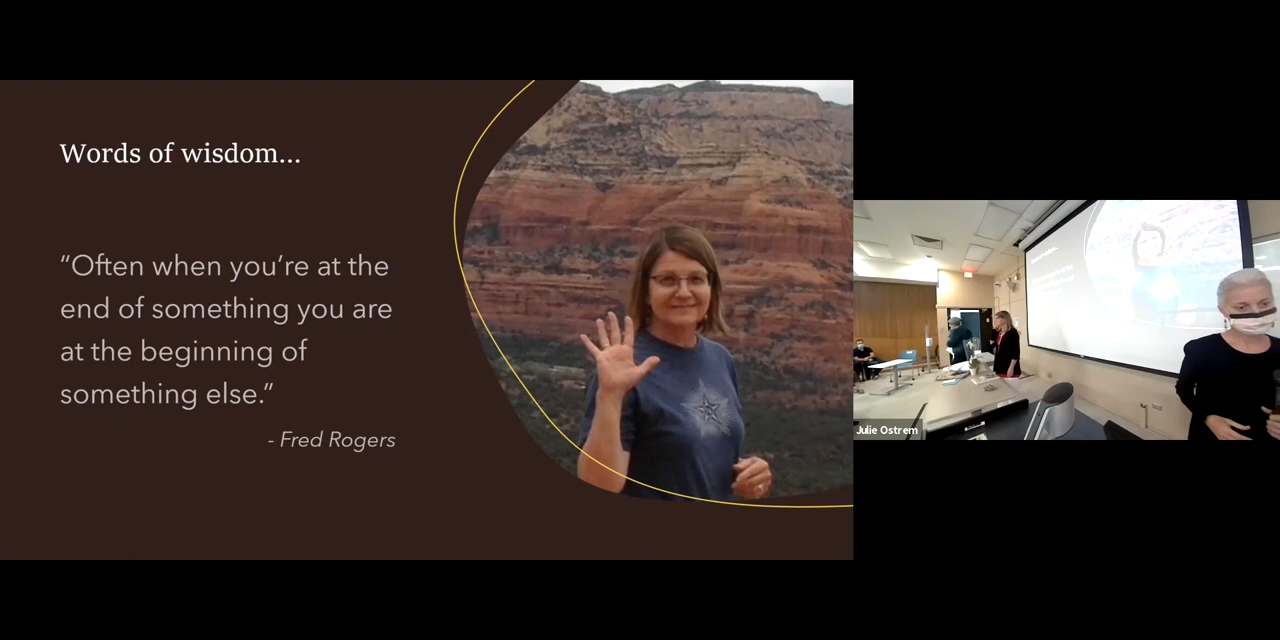 Words of wisdom...
“Often when you’re at the
end of something you are
at the beginning of
something else.”
- Fred Rogers
Julie Ostrem